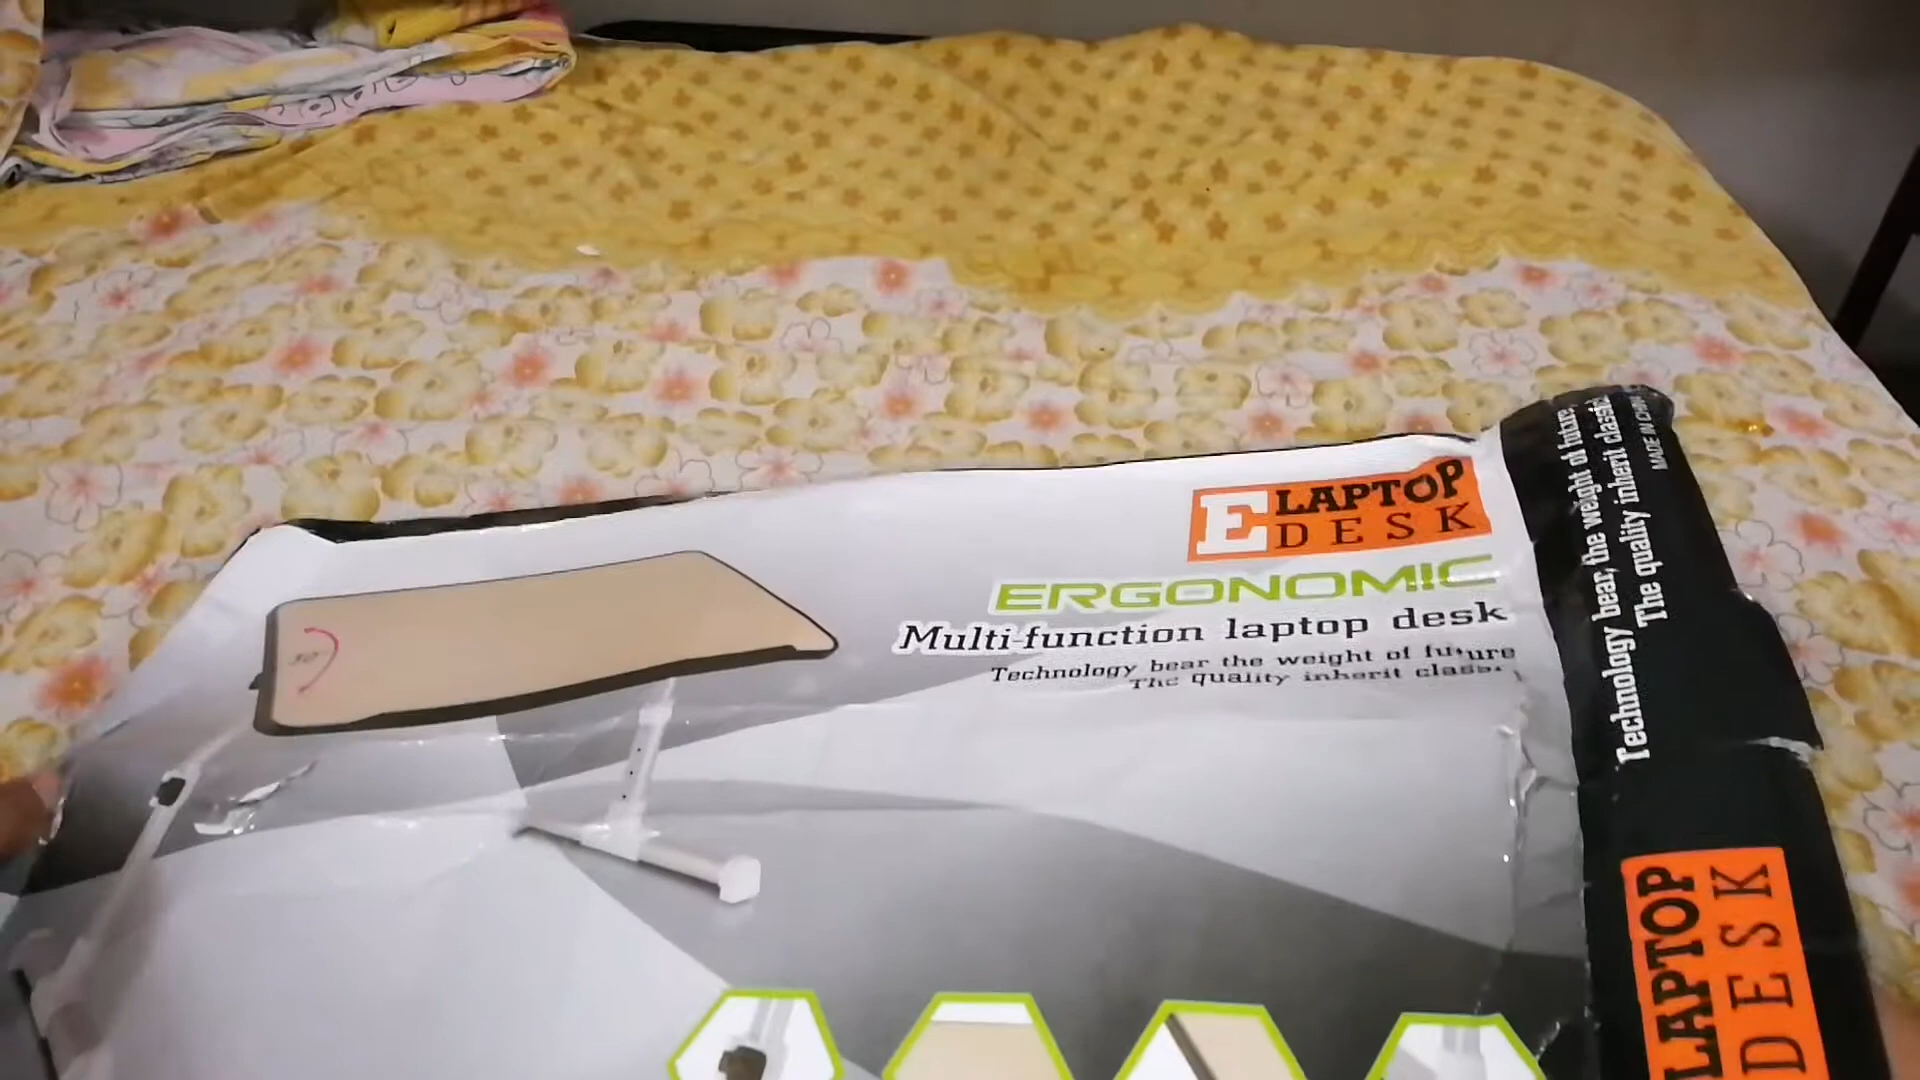 E LAPTOP
DESK
ERGONOMIC
Multi-function laptop desk
Technology bear the weight of future
The quality inherit
30°
Technology bear, the weight of future,
The quality inherit classic
MADE IN CHINA
LAPTOP
DESK